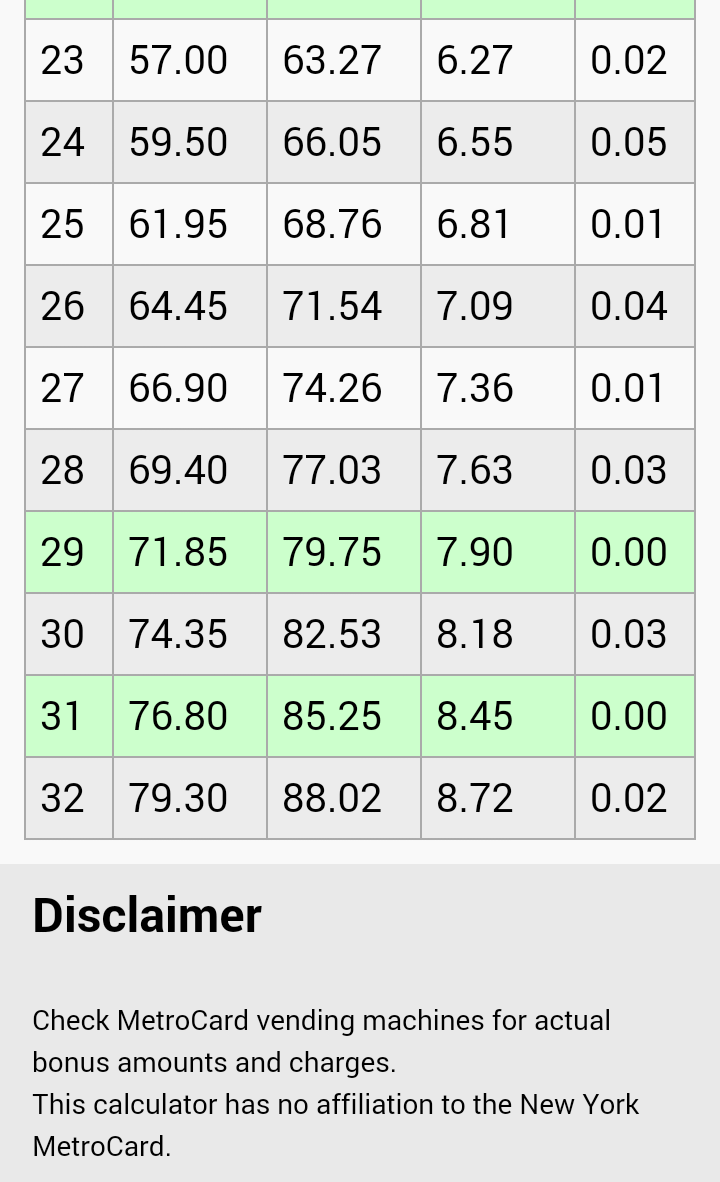 23 57.00 63.27 6.27 0.02
24 59.50 66.05 6.55 0.05
25 61.95 68.76 6.81 0.01
26 64.45 71.54 7.09 0.04
27 66.90 74.26 7.36 0.01
28 69.40 77.03 7.63 0.03
29 71.85 79.75 7.90 0.00
30 74.35 82.53 8.18 0.03
31 76.80 85.25 8.45 0.00
32 79.30 88.02 8.72 0.02
Disclaimer
Check MetroCard vending machines for actual
bonus amounts and charges.
This calculator has no affiliation to the New York
MetroCard.